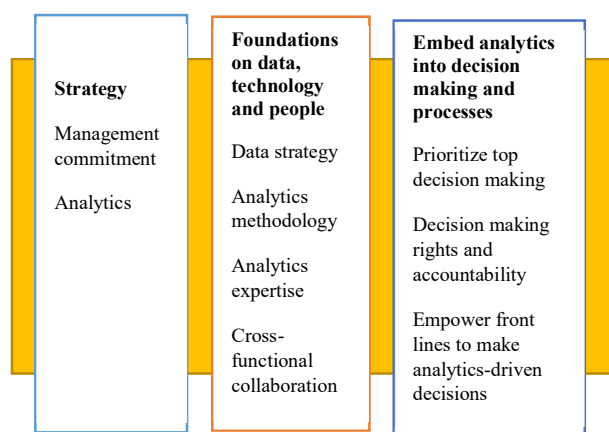 Strategy
Management
commitment
Analytics
Foundations
on data,
technology
and people
Data strategy
Analytics
methodology
Analytics
expertise
Cross-
functional
collaboration
Embed analytics
into decision
making and
processes
Prioritize top
decision making
Decision making
rights and
accountability
Empower front
lines to make
analytics-driven
decisions